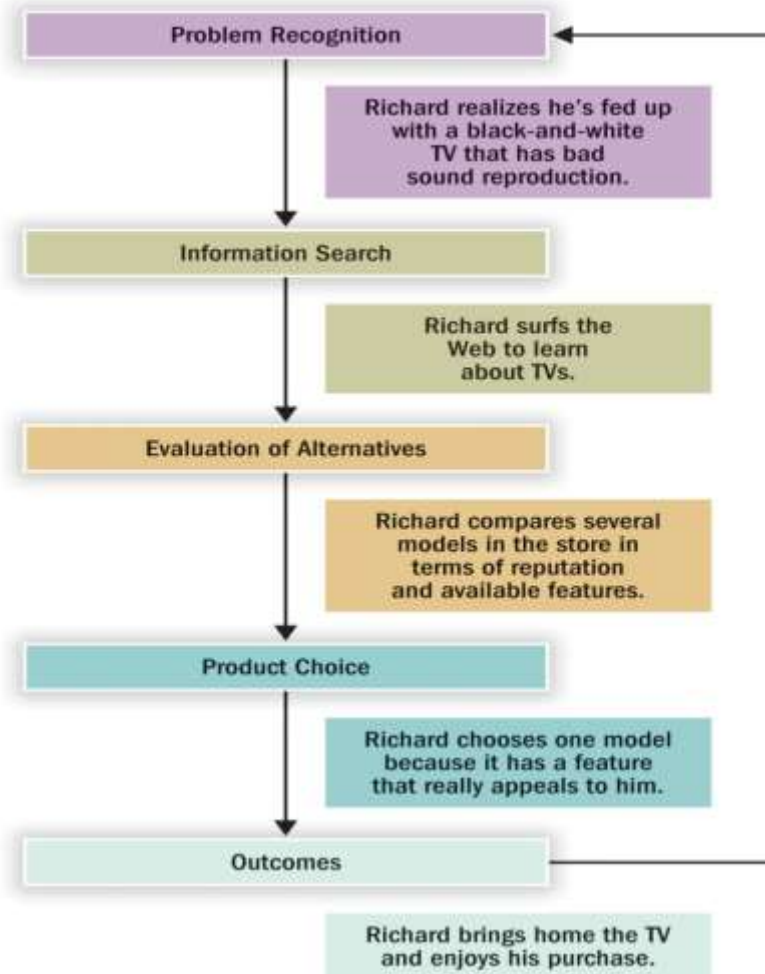 Problem Recognition
Richard realizes he's fed up
with a black-and-white
TV that has bad
sound reproduction.
Information Search
Richard surfs the
Web to learn
about TVs.
Evaluation of Alternatives
Richard compares several
models in the store in
terms of reputation
and available features.
Product Choice
Richard chooses one model
because it has a feature
that really appeals to him.
Outcomes
Richard brings home the TV
and enjoys his purchase.